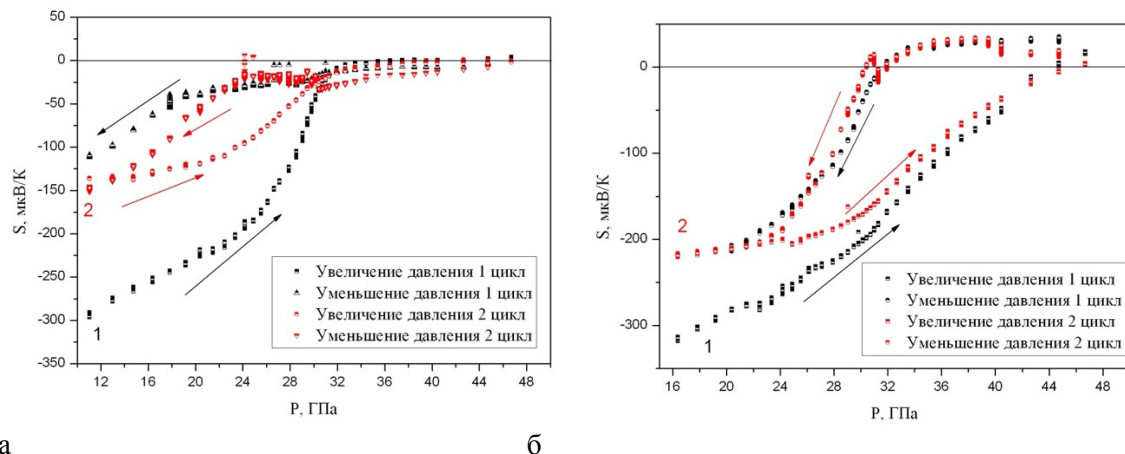 S, мкВ/К
50
0
-50
-100
-150
-200
-250
-300
-350
12
16
20
24
28
32
36
40
44
48
P, ГПа
2
1
Увеличение давления 1 цикл
Уменьшение давления 1 цикл
Увеличение давления 2 цикл
Уменьшение давления 2 цикл
а
S, мкВ/К
0
-100
-200
-300
16
20
24
28
32
36
40
44
48
P, ГПа
2
1
Увеличение давления 1 цикл
Уменьшение давления 1 цикл
Увеличение давления 2 цикл
Уменьшение давления 2 цикл
б